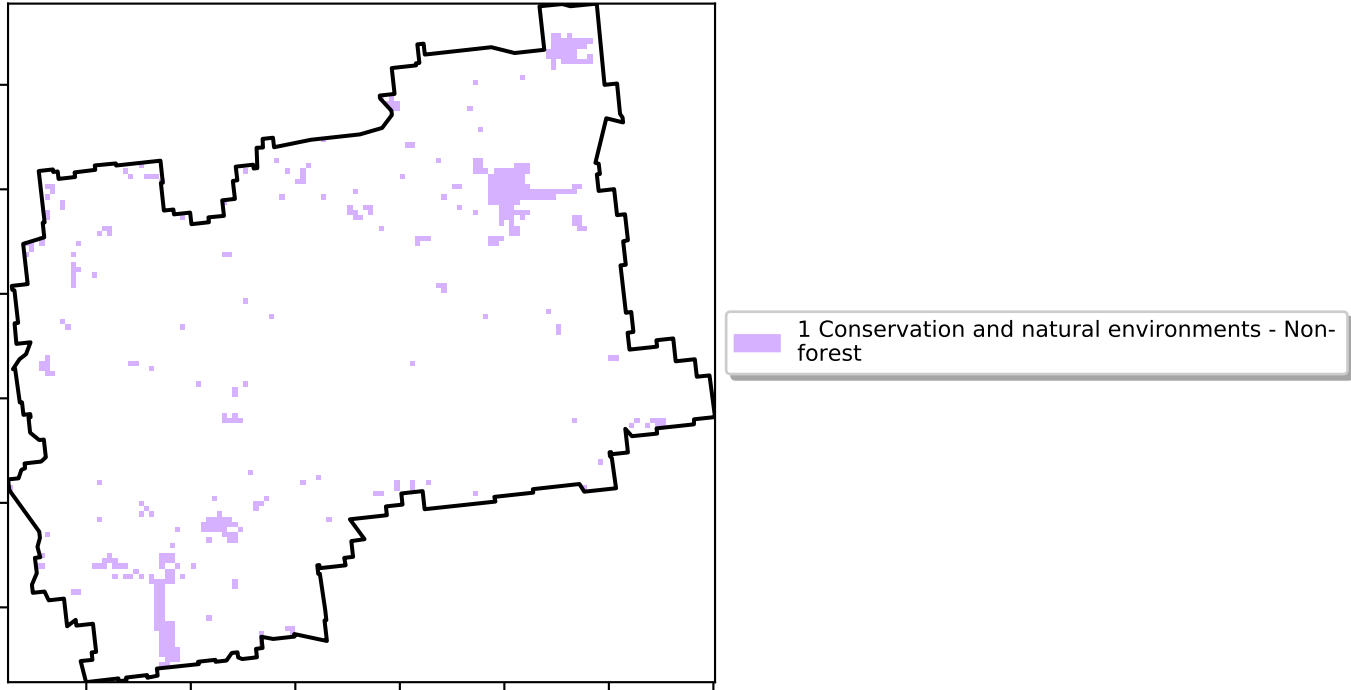 1 Conservation and natural environments - Non-
forest